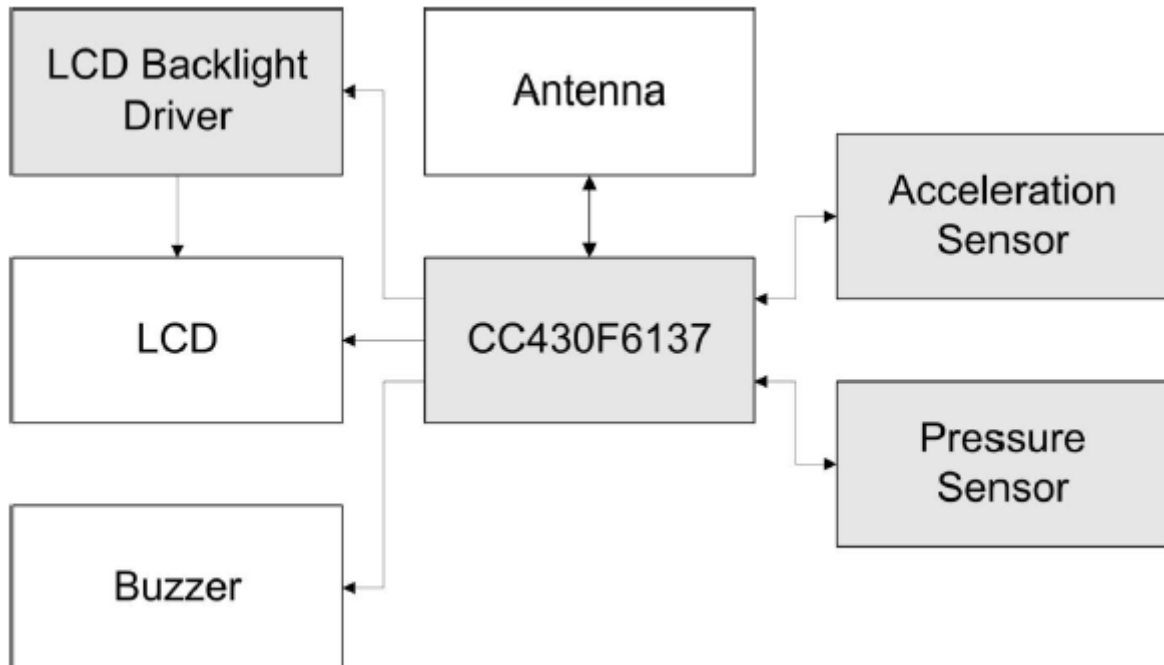 LCD Backlight
Driver
Antenna
Acceleration
Sensor
LCD
CC430F6137
Pressure
Sensor
Buzzer